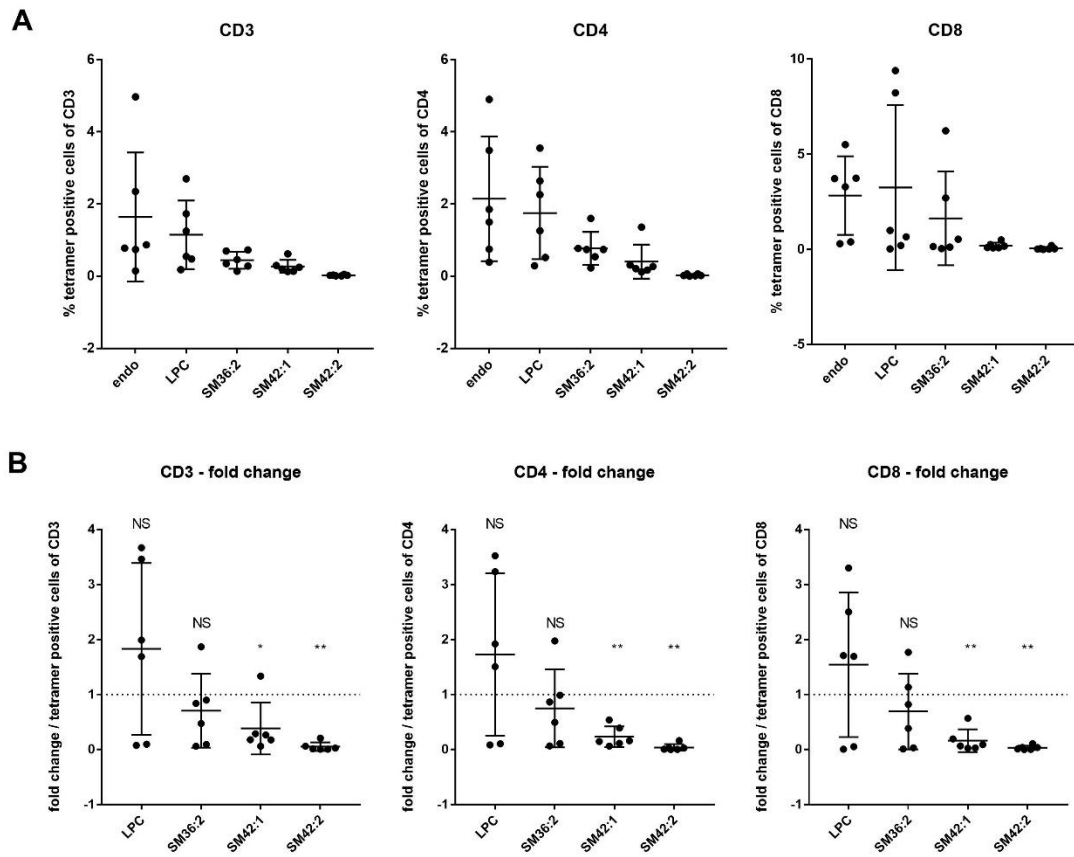 A
CD3
% tetramer positive cells of CD3
6
4
2
0
-2
endo
LPC
SM36:2
SM42:1
SM42:2
CD4
% tetramer positive cells of CD4
6
4
2
0
-2
endo
LPC
SM36:2
SM42:1
SM42:2
CD8
% tetramer positive cells of CD8
10
5
0
-5
endo
LPC
SM36:2
SM42:1
SM42:2
B
CD3 - fold change
fold change / tetramer positive cells of CD3
4
3
2
1
0
-1
NS
NS
*
**
LPC
SM36:2
SM42:1
SM42:2
CD4 - fold change
fold change / tetramer positive cells of CD4
4
3
2
1
0
-1
NS
NS
**
**
LPC
SM36:2
SM42:1
SM42:2
CD8 - fold change
fold change / tetramer positive cells of CD8
4
3
2
1
0
-1
NS
NS
**
**
LPC
SM36:2
SM42:1
SM42:2